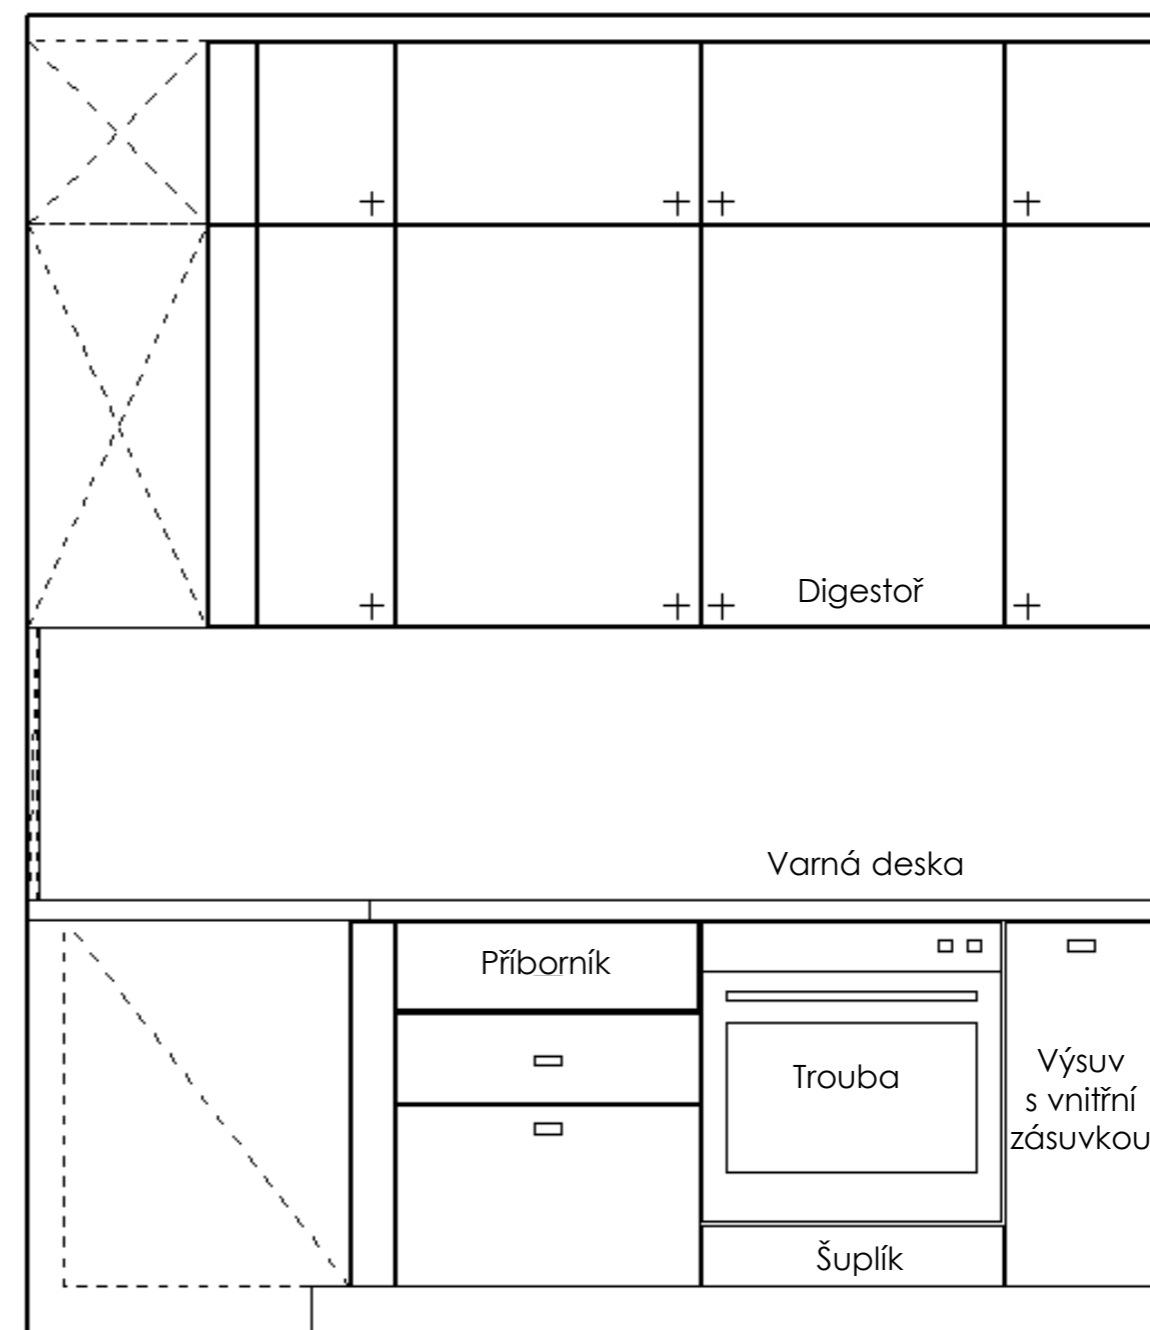 Digestoř
Varná deska
Příborník
Trouba
Výsuv
s vnitřní
zásuvkou
Šuplík